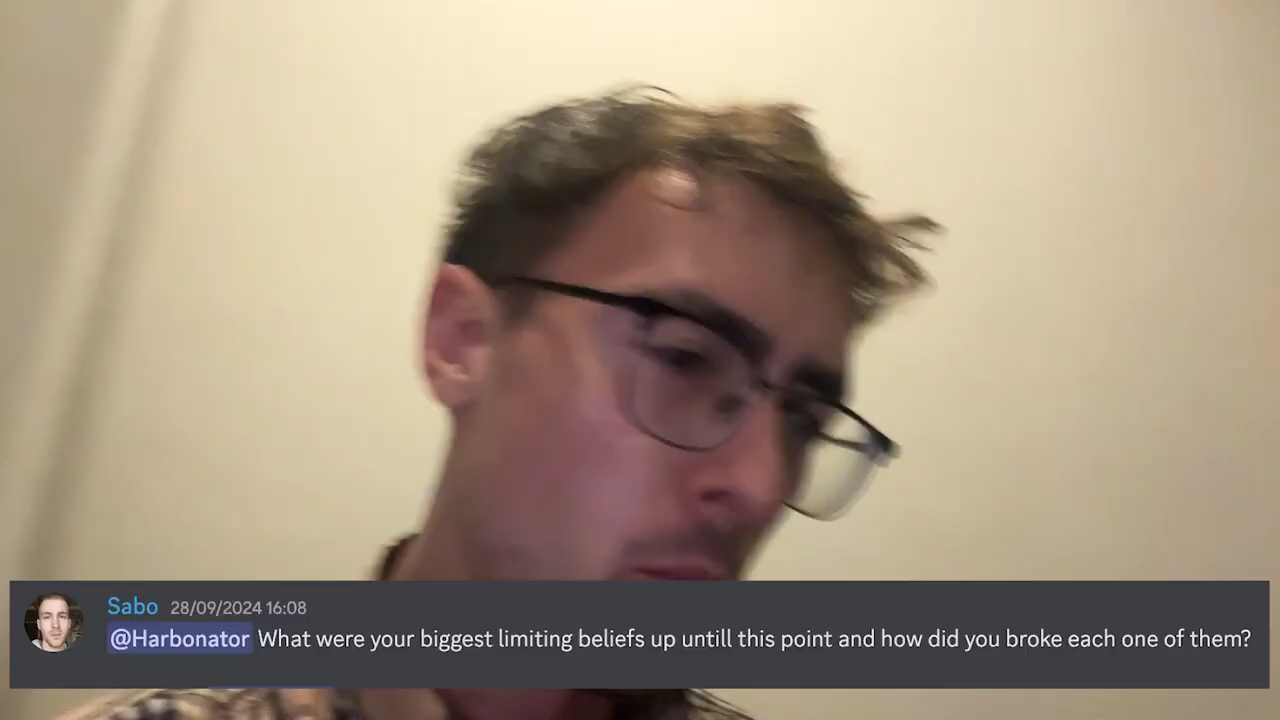 Sabo 28/09/2024 16:08
@Harbonator What were your biggest limiting beliefs up untill this point and how did you broke each one of them?